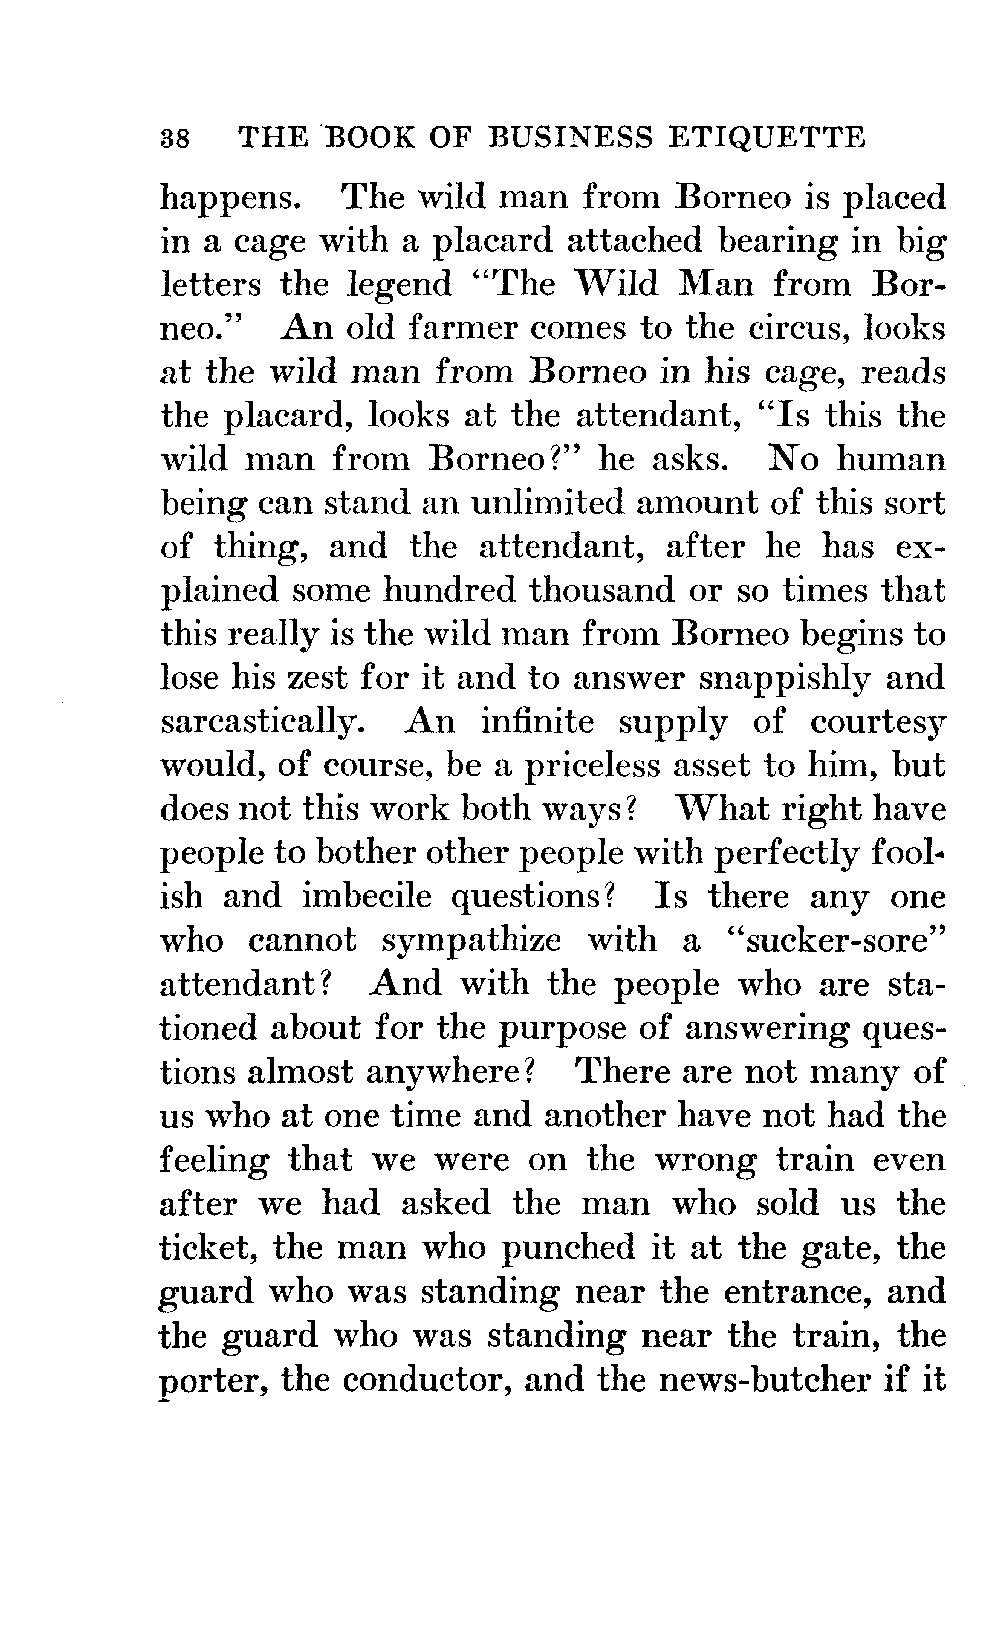 38 THE BOOK OF BUSINESS ETIQUETTE
happens. The wild man from Borneo is placed
in a cage with a placard attached bearing in big
letters the legend “The Wild Man from Bor-
neo.” An old farmer comes to the circus, looks
at the wild man from Borneo in his cage, reads
the placard, looks at the attendant, “Is this the
wild man from Borneo?” he asks. No human
being can stand an unlimited amount of this sort
of thing, and the attendant, after he has ex-
plained some hundred thousand or so times that
this really is the wild man from Borneo begins to
lose his zest for it and to answer snappishly and
sarcastically. An infinite supply of courtesy
would, of course, be a priceless asset to him, but
does not this work both ways? What right have
people to bother other people with perfectly fool-
ish and imbecile questions? Is there any one
who cannot sympathize with a “sucker-sore”
attendant? And with the people who are sta-
tioned about for the purpose of answering ques-
tions almost anywhere? There are not many of
us who at one time and another have not had the
feeling that we were on the wrong train even
after we had asked the man who sold us the
ticket, the man who punched it at the gate, the
guard who was standing near the entrance, and
the guard who was standing near the train, the
porter, the conductor, and the news-butcher if it